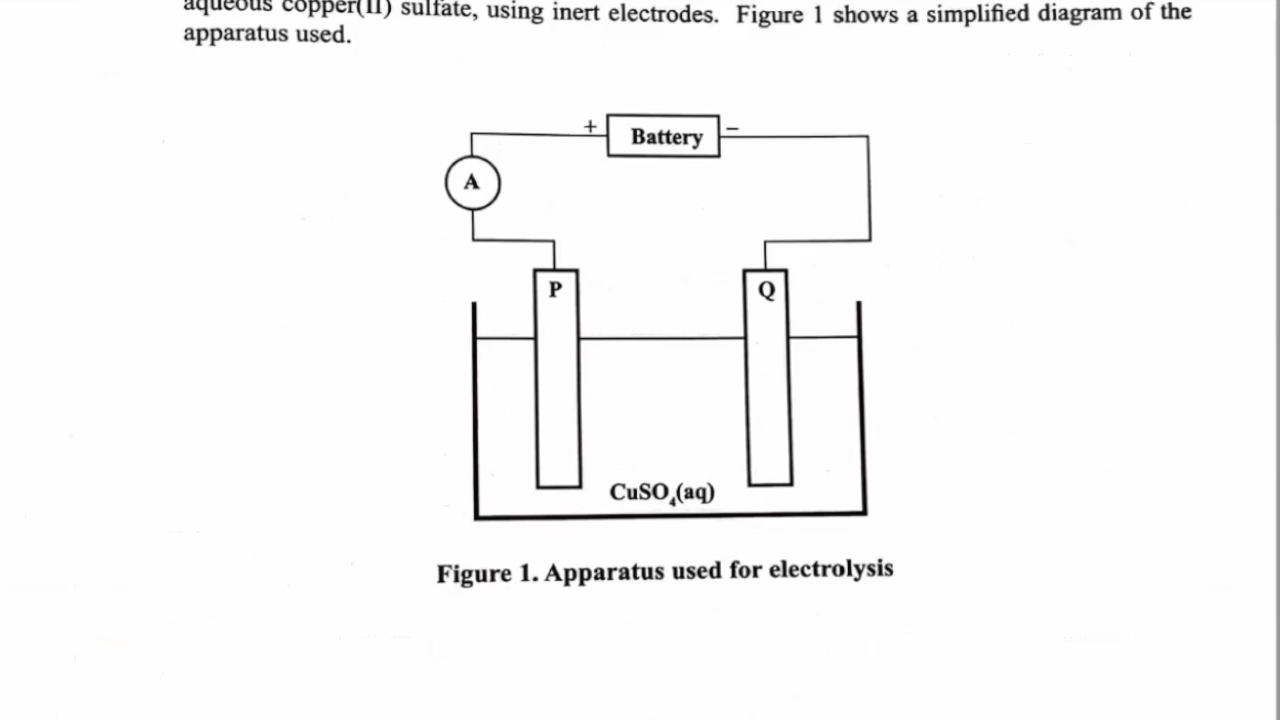 aqueous copper(II) sulfate, using inert electrodes. Figure 1 shows a simplified diagram of the
apparatus used.
+ Battery −
A
P Q
CuSO₄(aq)
Figure 1. Apparatus used for electrolysis